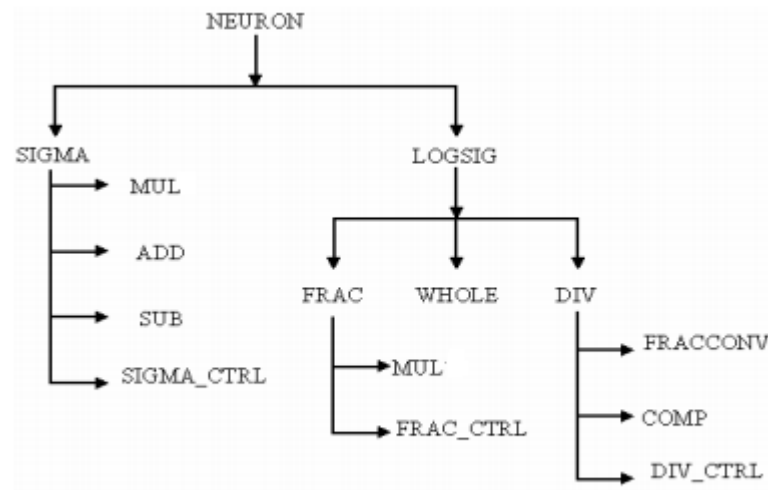 NEURON
SIGMA
LOGSIG
MUL
ADD
SUB
SIGMA_CTRL
FRAC
WHOLE
DIV
MUL
FRAC_CTRL
FRACCONV
COMP
DIV_CTRL